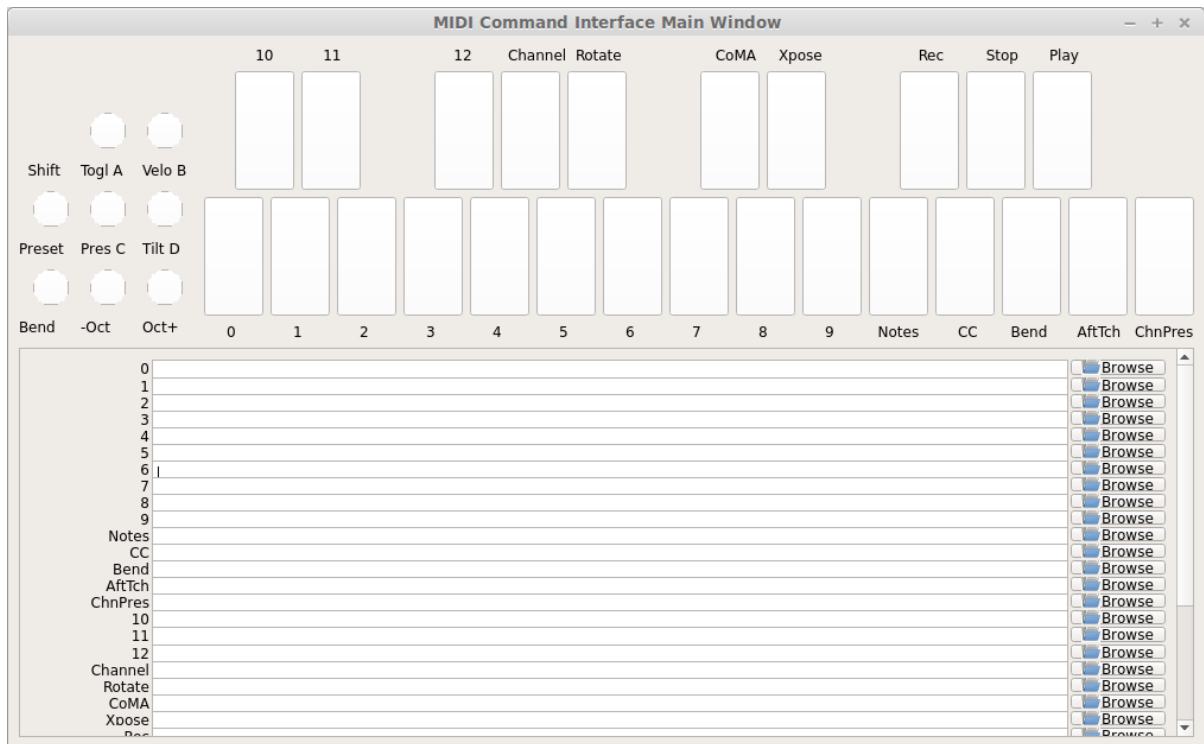 MIDI Command Interface Main Window
10 11 12 Channel Rotate CoMA Xpose Rec Stop Play
Shift Togl A Velo B
Preset Pres C Tilt D
Bend -Oct Oct+
0 1 2 3 4 5 6 7 8 9 Notes CC Bend AftTch ChnPres
0 Browse
1 Browse
2 Browse
3 Browse
4 Browse
5 Browse
6 Browse
7 Browse
8 Browse
9 Browse
Notes Browse
CC Browse
Bend Browse
AftTch Browse
ChnPres Browse
10 Browse
11 Browse
12 Browse
Channel Browse
Rotate Browse
CoMA Browse
Xpose Browse
Rec Browse